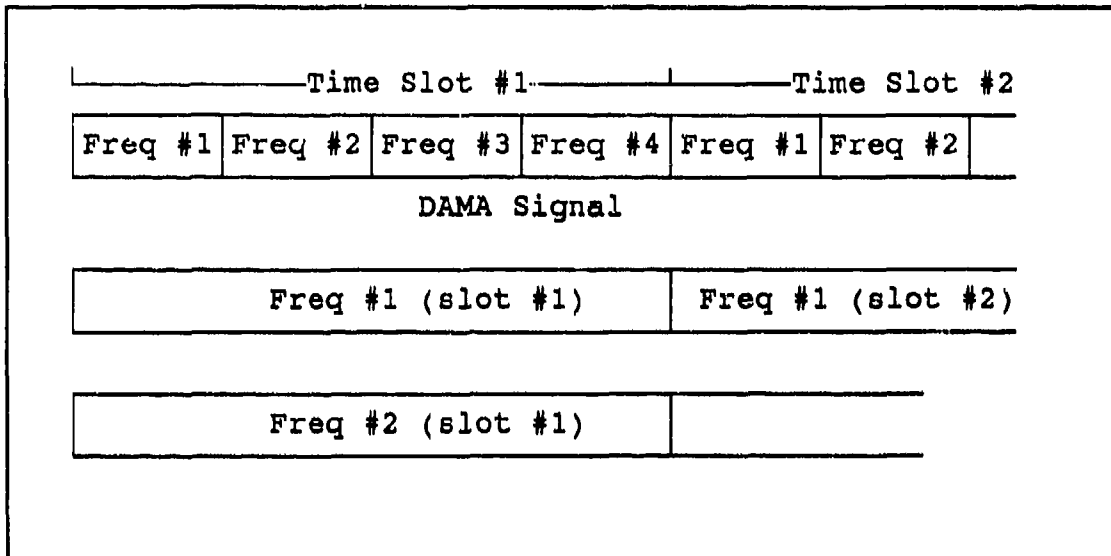 Time Slot #1 Time Slot #2
Freq #1 Freq #2 Freq #3 Freq #4 Freq #1 Freq #2
DAMA Signal
Freq #1 (slot #1) Freq #1 (slot #2)
Freq #2 (slot #1)